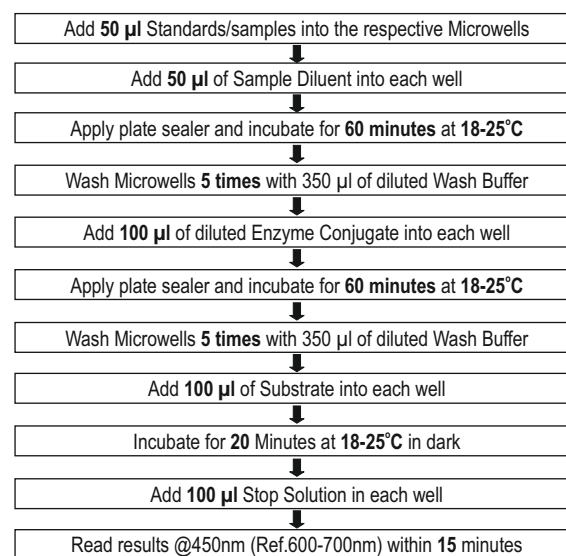 Add 50 µl Standards/samples into the respective Microwells
Add 50 µl of Sample Diluent into each well
Apply plate sealer and incubate for 60 minutes at 18-25°C
Wash Microwells 5 times with 350 µl of diluted Wash Buffer
Add 100 µl of diluted Enzyme Conjugate into each well
Apply plate sealer and incubate for 60 minutes at 18-25°C
Wash Microwells 5 times with 350 µl of diluted Wash Buffer
Add 100 µl of Substrate into each well
Incubate for 20 Minutes at 18-25°C in dark
Add 100 µl Stop Solution in each well
Read results @450nm (Ref.600-700nm) within 15 minutes